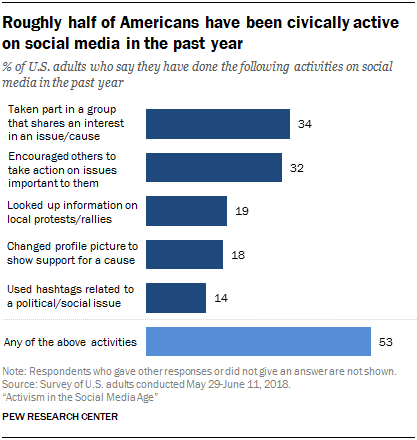 Roughly half of Americans have been civically active
on social media in the past year
% of U.S. adults who say they have done the following activities on social
media in the past year
Taken part in a group
that shares an interest
in an issue/cause
34
Encouraged others to
take action on issues
important to them
32
Looked up information on
local protests/rallies
19
Changed profile picture to
show support for a cause
18
Used hashtags related to
a political/social issue
14
Any of the above activities
53
Note: Respondents who gave other responses or did not give an answer are not shown.
Source: Survey of U.S. adults conducted May 29-June 11, 2018.
“Activism in the Social Media Age”
PEW RESEARCH CENTER